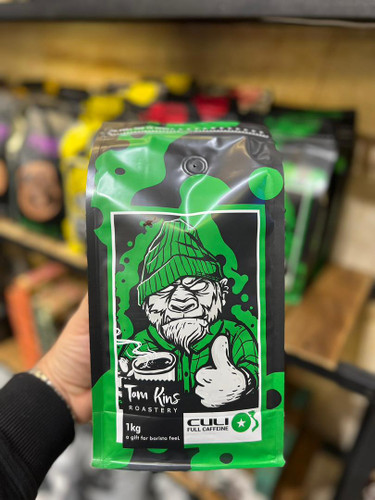 Tom Kins
ROASTERY
1kg
a gift for barista feel.
CULI
FULL CAFFEINE